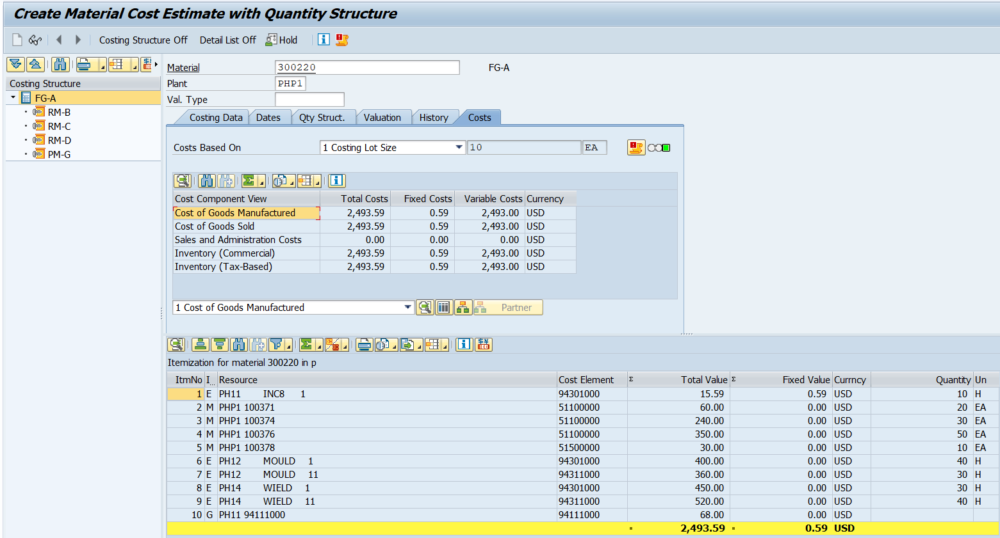 Create Material Cost Estimate with Quantity Structure
Costing Structure Off Detail List Off Hold
Material 300220 FG-A
Plant PHP1
Val. Type
Costing Structure
FG-A
RM-B
RM-C
RM-D
PM-G
Costing Data Dates Qty Struct. Valuation History Costs
Costs Based On 1 Costing Lot Size 10 EA
Cost Component View Total Costs Fixed Costs Variable Costs Currency
Cost of Goods Manufactured 2,493.59 0.59 2,493.00 USD
Cost of Goods Sold 2,493.59 0.59 2,493.00 USD
Sales and Administration Costs 0.00 0.00 0.00 USD
Inventory (Commercial) 2,493.59 0.59 2,493.00 USD
Inventory (Tax-Based) 2,493.59 0.59 2,493.00 USD
1 Cost of Goods Manufactured Partner
Itemization for material 300220 in p
ItmNo I... Resource Cost Element Σ Total Value Σ Fixed Value Currncy Quantity Un
1 E PH11 INC8 1 94301000 15.59 0.59 USD 10 H
2 M PHP1 100371 51100000 60.00 0.00 USD 20 EA
3 M PHP1 100374 51100000 240.00 0.00 USD 30 EA
4 M PHP1 100376 51100000 350.00 0.00 USD 50 EA
5 M PHP1 100378 51500000 30.00 0.00 USD 10 EA
6 E PH12 MOULD 1 94301000 400.00 0.00 USD 40 H
7 E PH12 MOULD 11 94311000 360.00 0.00 USD 30 H
8 E PH14 WIELD 1 94301000 450.00 0.00 USD 30 H
9 E PH14 WIELD 11 94311000 520.00 0.00 USD 40 H
10 G PH11 94111000 94111000 68.00 0.00 USD
2,493.59 0.59 USD